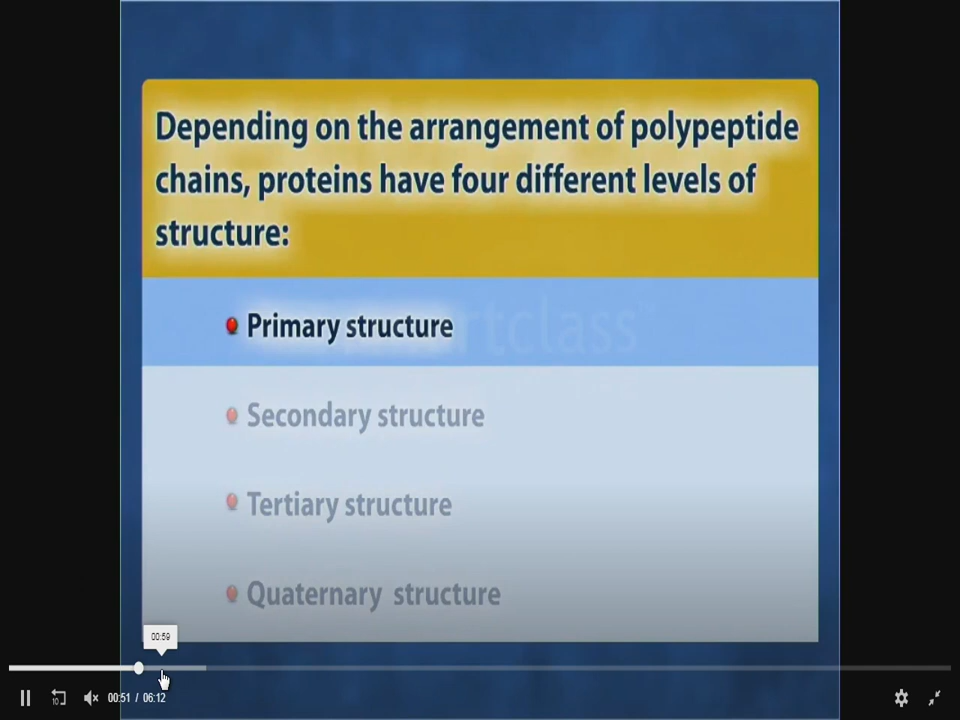 Depending on the arrangement of polypeptide
chains, proteins have four different levels of
structure:
Primary structure
Secondary structure
Tertiary structure
Quaternary structure
00:59
10
00:51 / 06:12